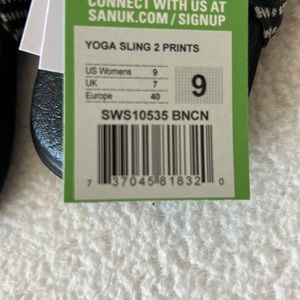 CONNECT WITH US AT
SANUK.COM / SIGNUP
YOGA SLING 2 PRINTS
US Womens 9
UK 7
Europe 40
9
SWS10535 BNCN
7 37045 81832 0